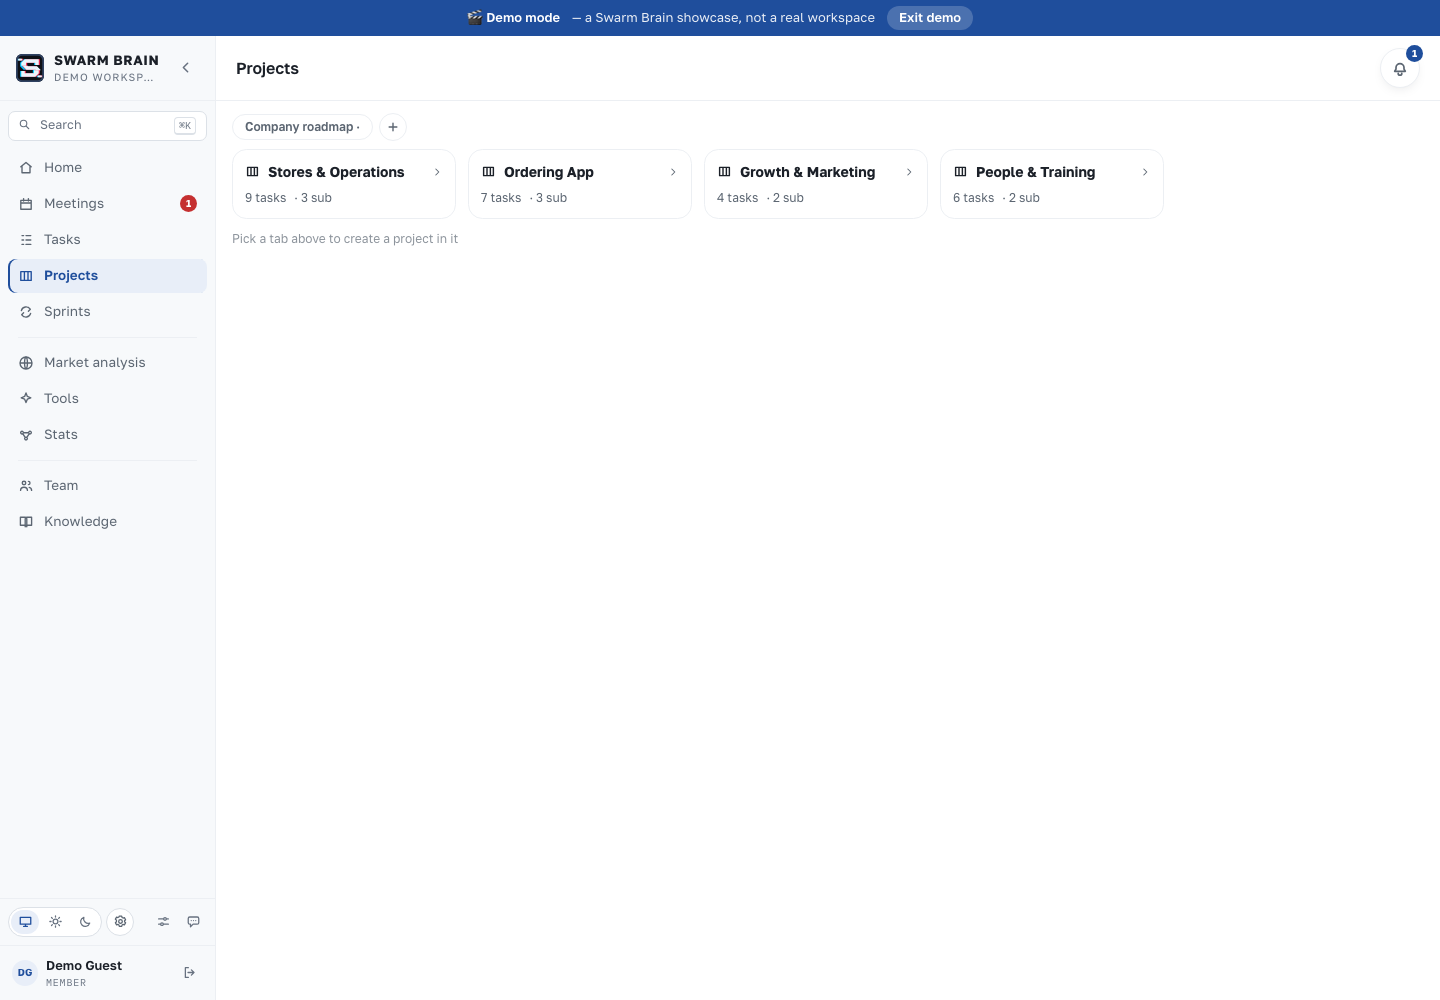 🎬 Demo mode — a Swarm Brain showcase, not a real workspace Exit demo
SWARM BRAIN
DEMO WORKSP...
Search ⌘K
Home
Meetings 1
Tasks
Projects
Sprints
Market analysis
Tools
Stats
Team
Knowledge
DG Demo Guest
MEMBER
Projects
1
Company roadmap · +
Stores & Operations
9 tasks · 3 sub
Ordering App
7 tasks · 3 sub
Growth & Marketing
4 tasks · 2 sub
People & Training
6 tasks · 2 sub
Pick a tab above to create a project in it